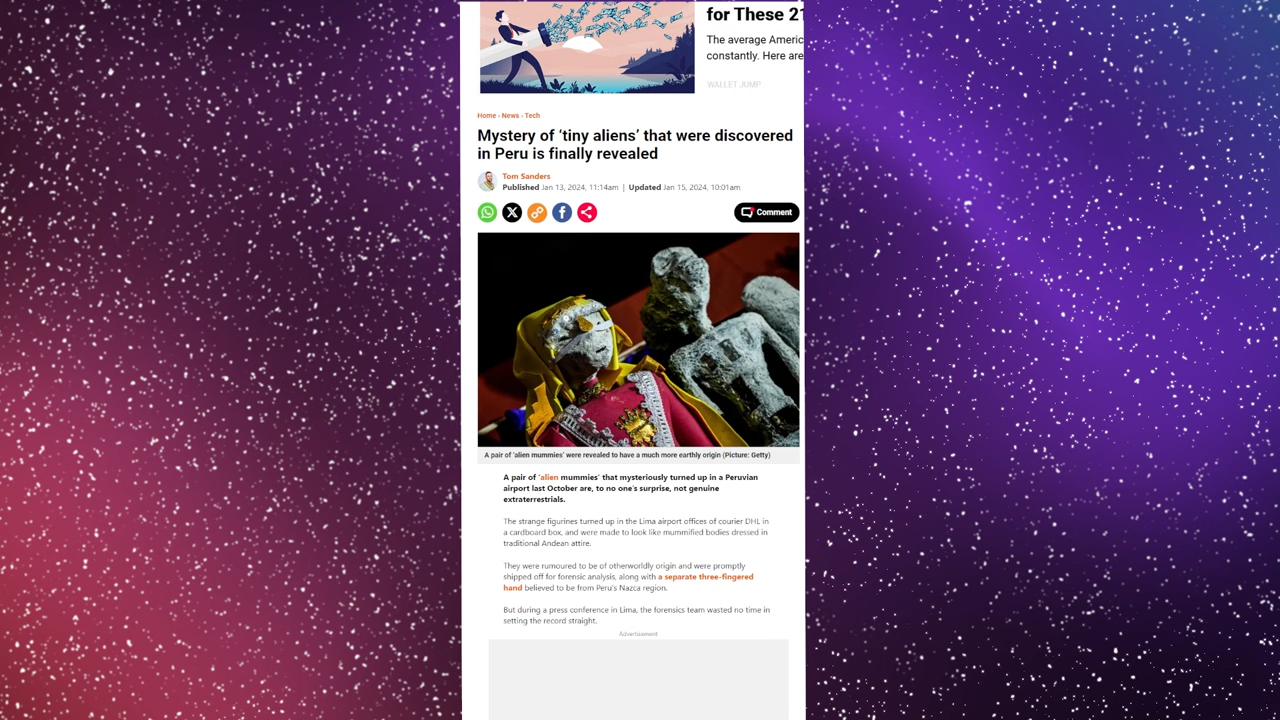 for These 21
The average Americ
constantly. Here are
WALLET JUMP
Home › News › Tech
Mystery of ‘tiny aliens’ that were discovered
in Peru is finally revealed
Tom Sanders
Published Jan 13, 2024, 11:14am | Updated Jan 15, 2024, 10:01am
Comment
A pair of ‘alien mummies’ were revealed to have a much more earthly origin (Picture: Getty)
A pair of ‘alien mummies’ that mysteriously turned up in a Peruvian
airport last October are, to no one’s surprise, not genuine
extraterrestrials.
The strange figurines turned up in the Lima airport offices of courier DHL in
a cardboard box, and were made to look like mummified bodies dressed in
traditional Andean attire.
They were rumoured to be of otherworldly origin and were promptly
shipped off for forensic analysis, along with a separate three-fingered
hand believed to be from Peru’s Nazca region.
But during a press conference in Lima, the forensics team wasted no time in
setting the record straight.
Advertisement